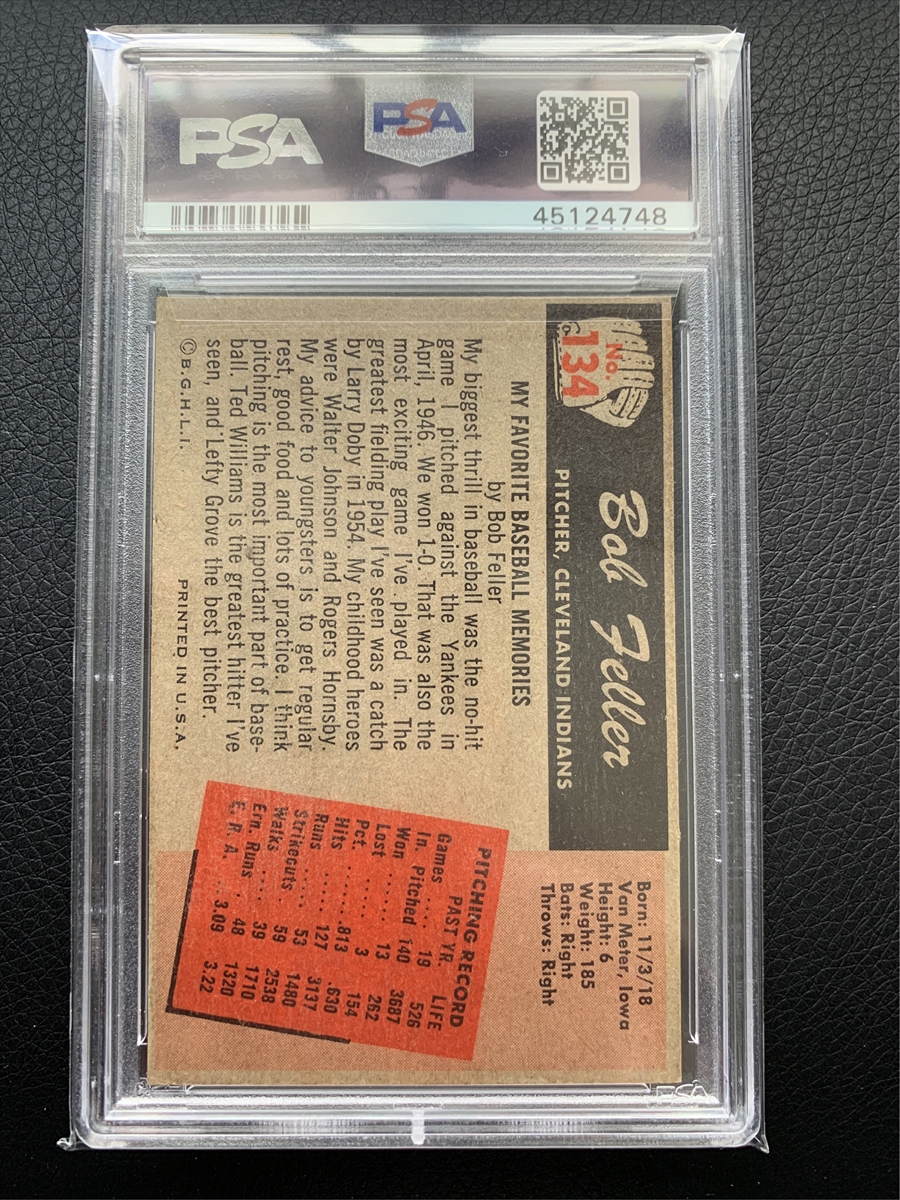 PSA
PSA
45124748
No.
134
Bob Feller
PITCHER, CLEVELAND INDIANS
MY FAVORITE BASEBALL MEMORIES
by Bob Feller
My biggest thrill in baseball was the no-hit
game I pitched against the Yankees in
April, 1946. We won 1-0. That was also the
most exciting game I've played in. The
greatest fielding play I've seen was a catch
by Larry Doby in 1954. My childhood heroes
were Walter Johnson and Rogers Hornsby.
My advice to youngsters is to get regular
rest, good food and lots of practice. I think
pitching is the most important part of base-
ball. Ted Williams is the greatest hitter I've
seen, and Lefty Grove the best pitcher.
©B.G.H.L.I. PRINTED IN U.S.A.
Born: 11/3/18
Van Meter, Iowa
Height: 6
Weight: 185
Bats: Right
Throws: Right
PITCHING RECORD
PAST YR. LIFE
Games .... 19 526
In. Pitched 140 3687
Won ...... 13 262
Lost ...... 3 154
Pct. ...... .813 .630
Hits ...... 127 3137
Runs ..... 53 1480
Strikeouts 59 2538
Walks .... 39 1710
Ern. Runs 48 1320
E. R. A. .. 3.09 3.22
PSA